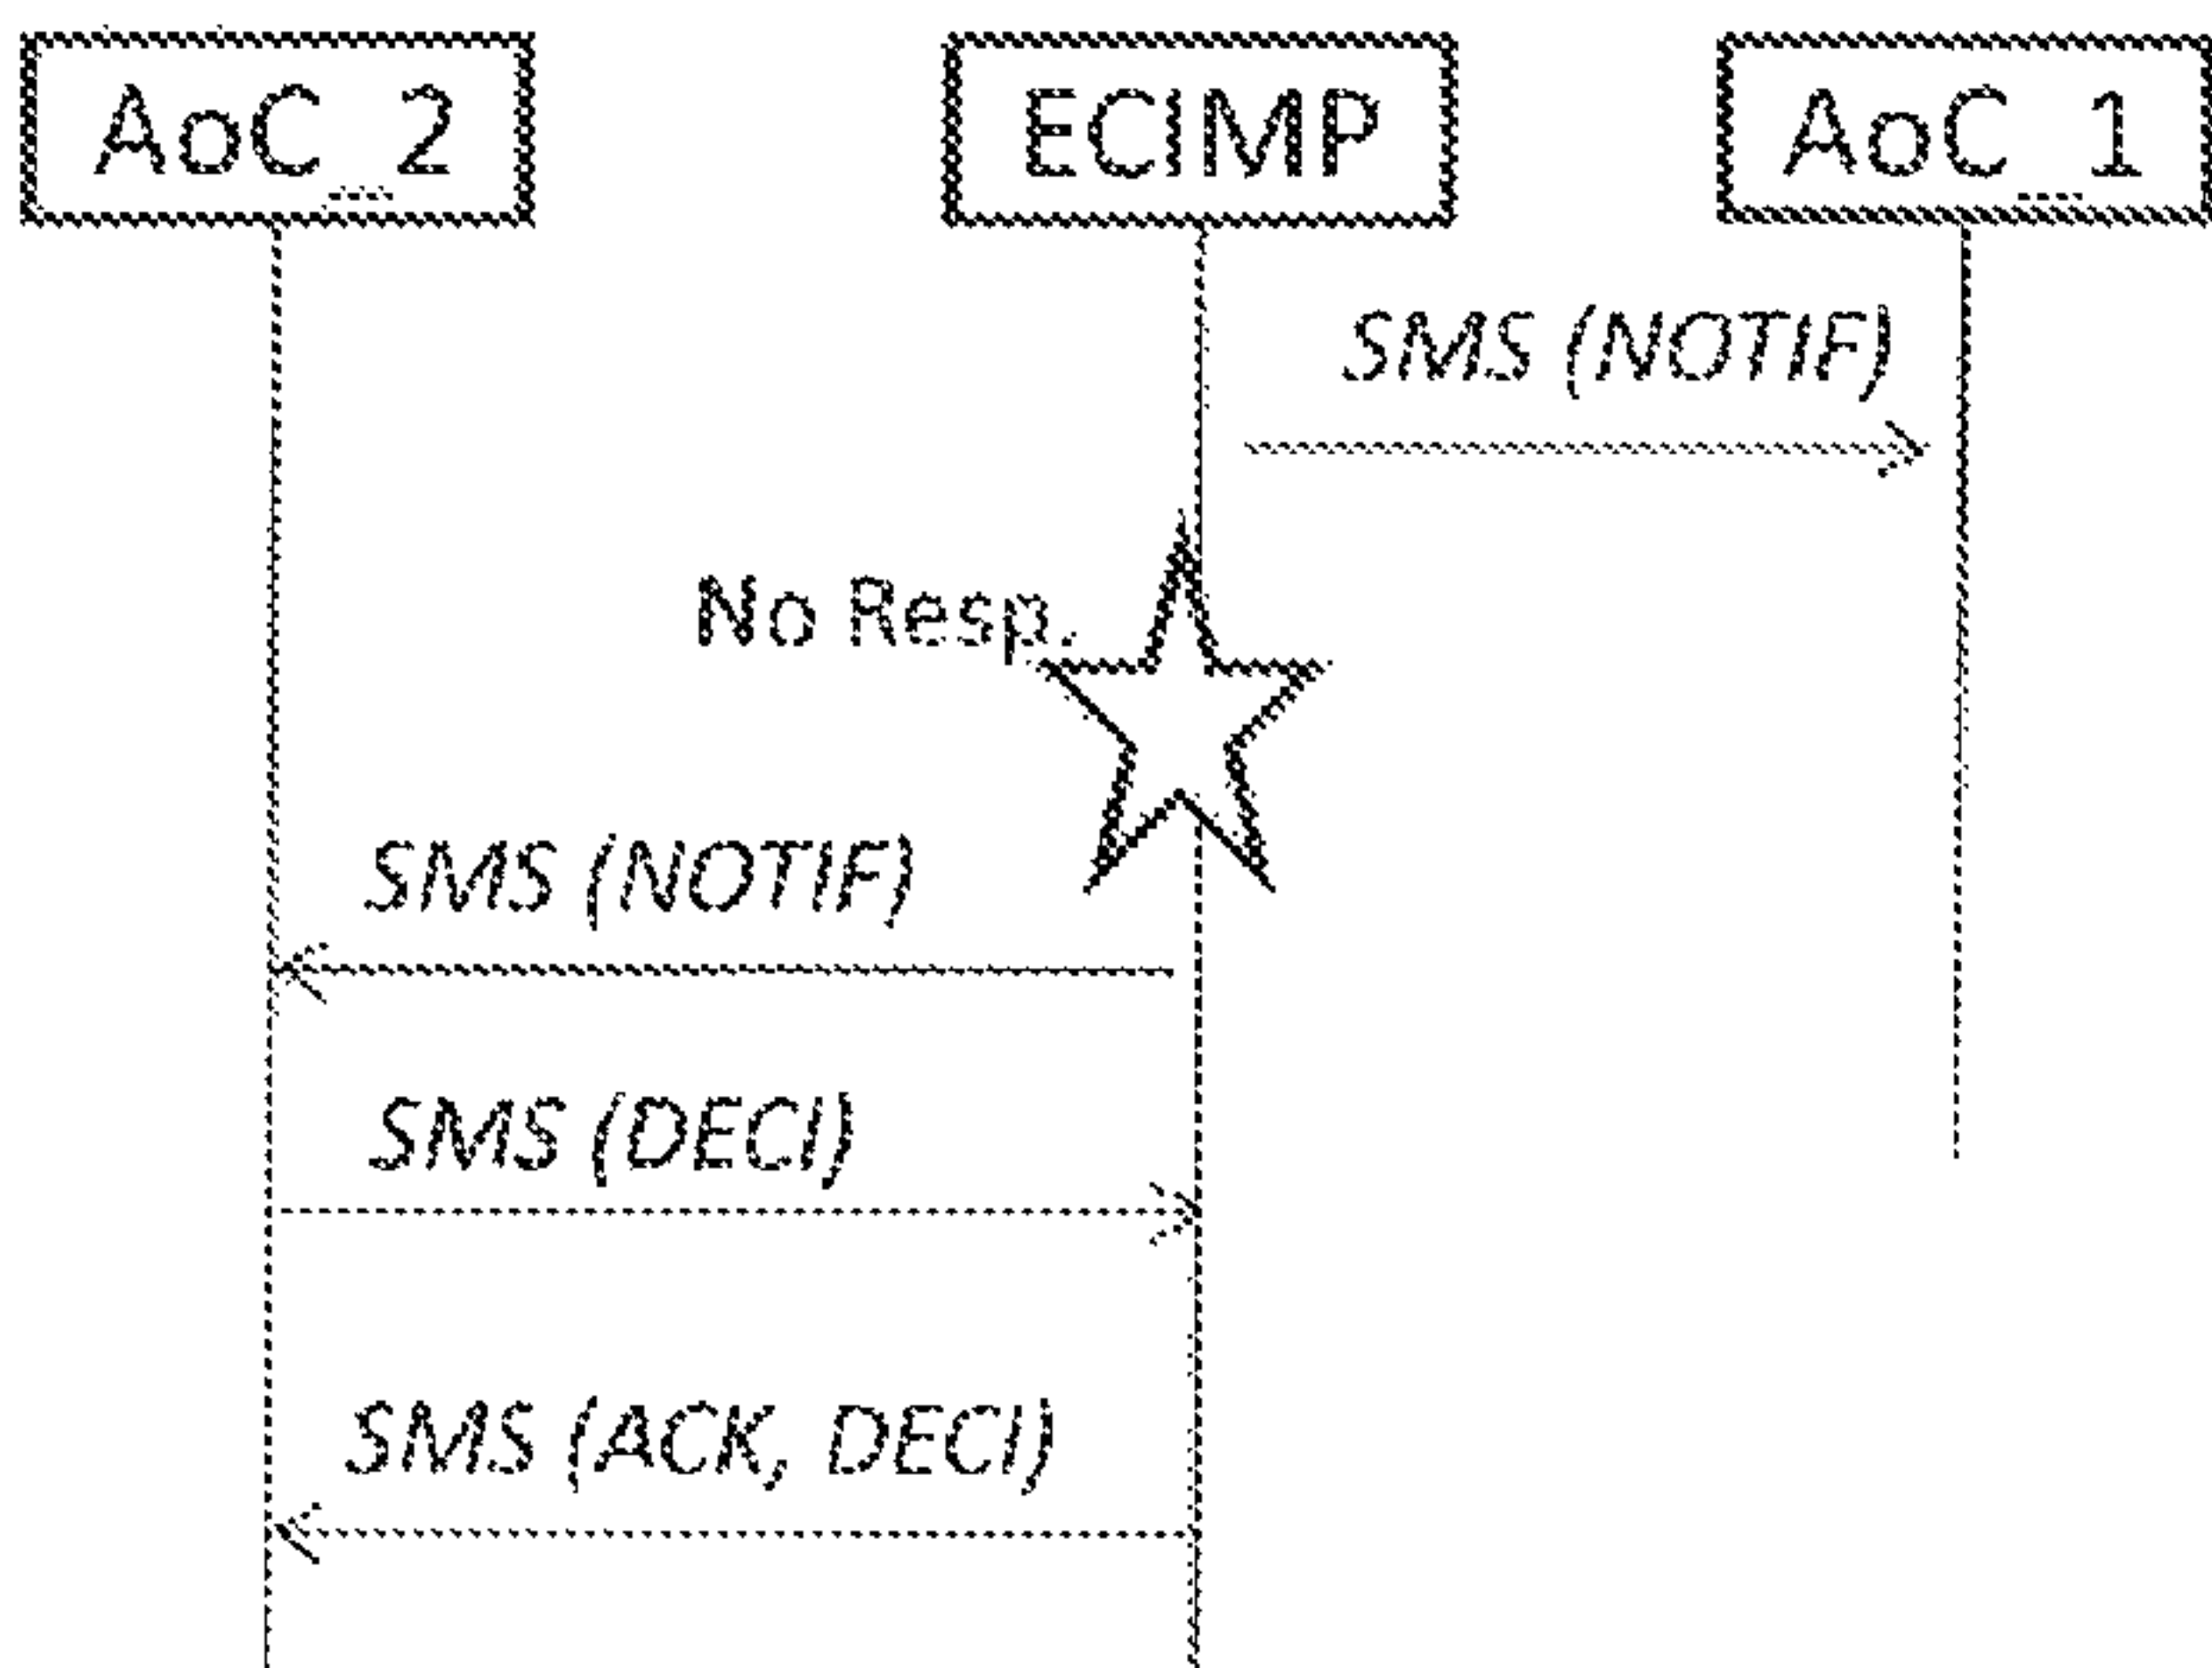 AoC_2
ECIMP
AoC_1
SMS (NOTIF)
No Resp.
SMS (NOTIF)
SMS (DECI)
SMS (ACK, DECI)